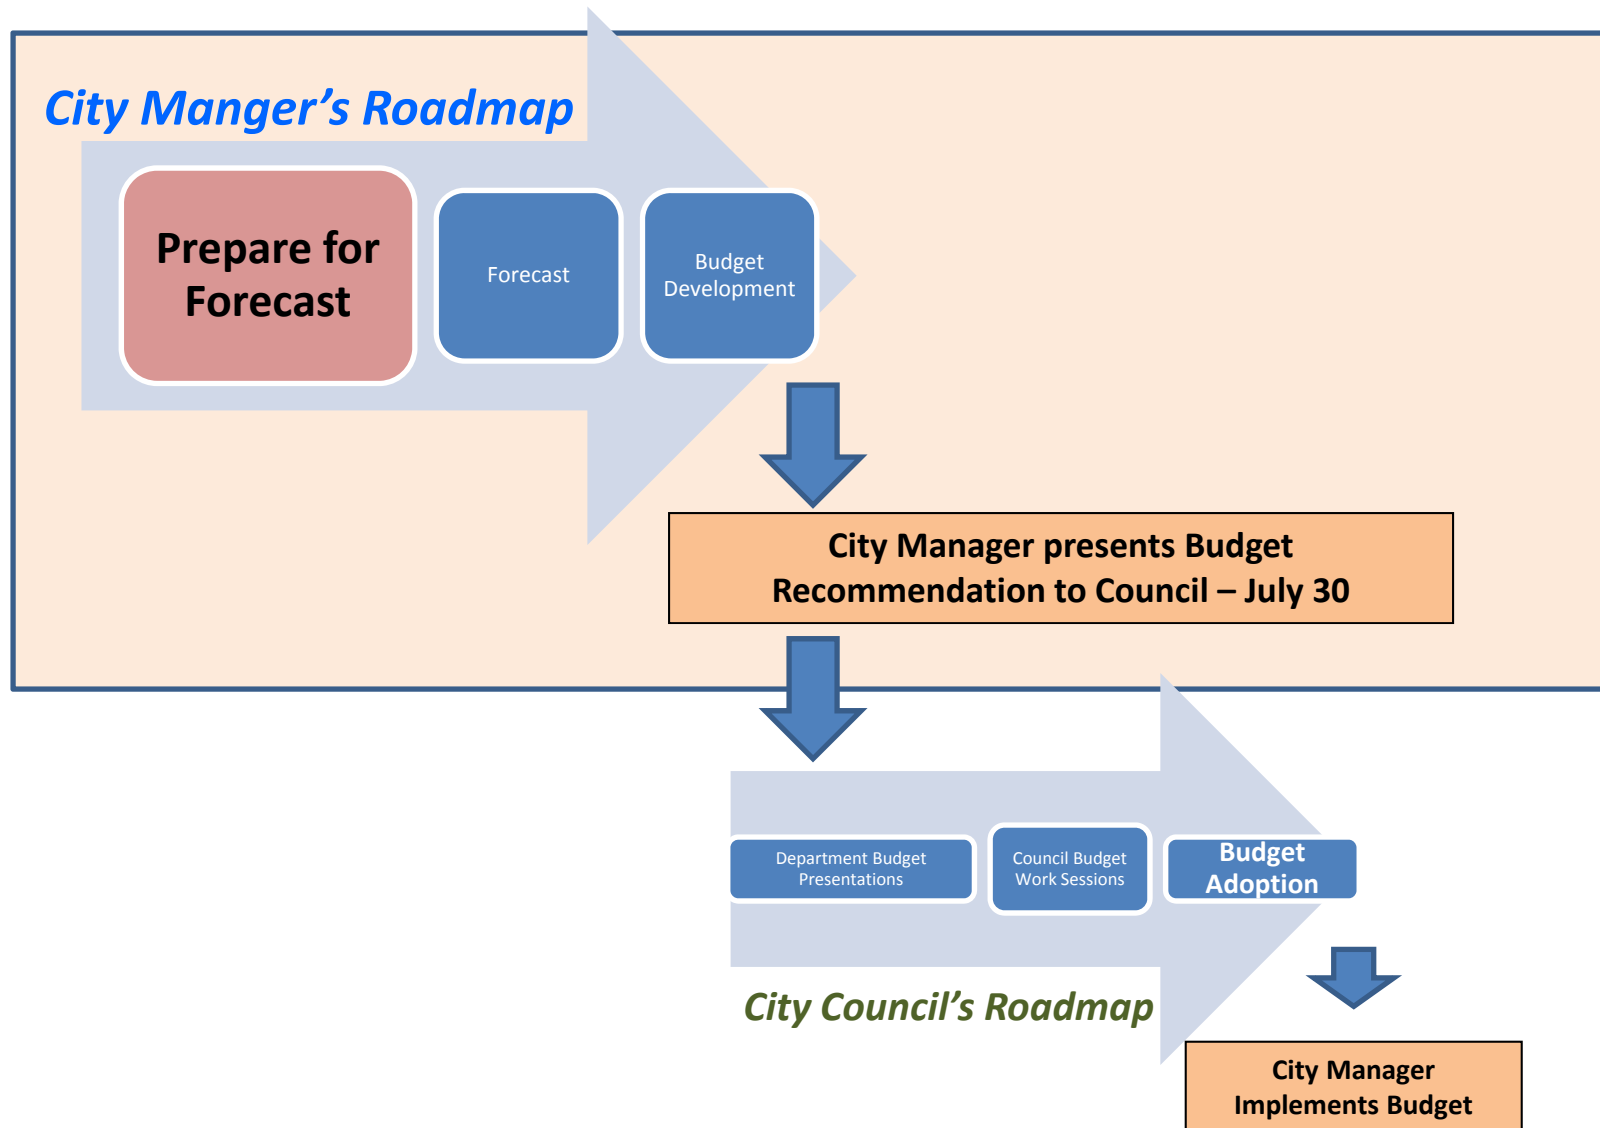 City Manger’s Roadmap
Prepare for
Forecast
Forecast
Budget
Development
City Manager presents Budget
Recommendation to Council – July 30
Department Budget
Presentations
Council Budget
Work Sessions
Budget
Adoption
City Council’s Roadmap
City Manager
Implements Budget